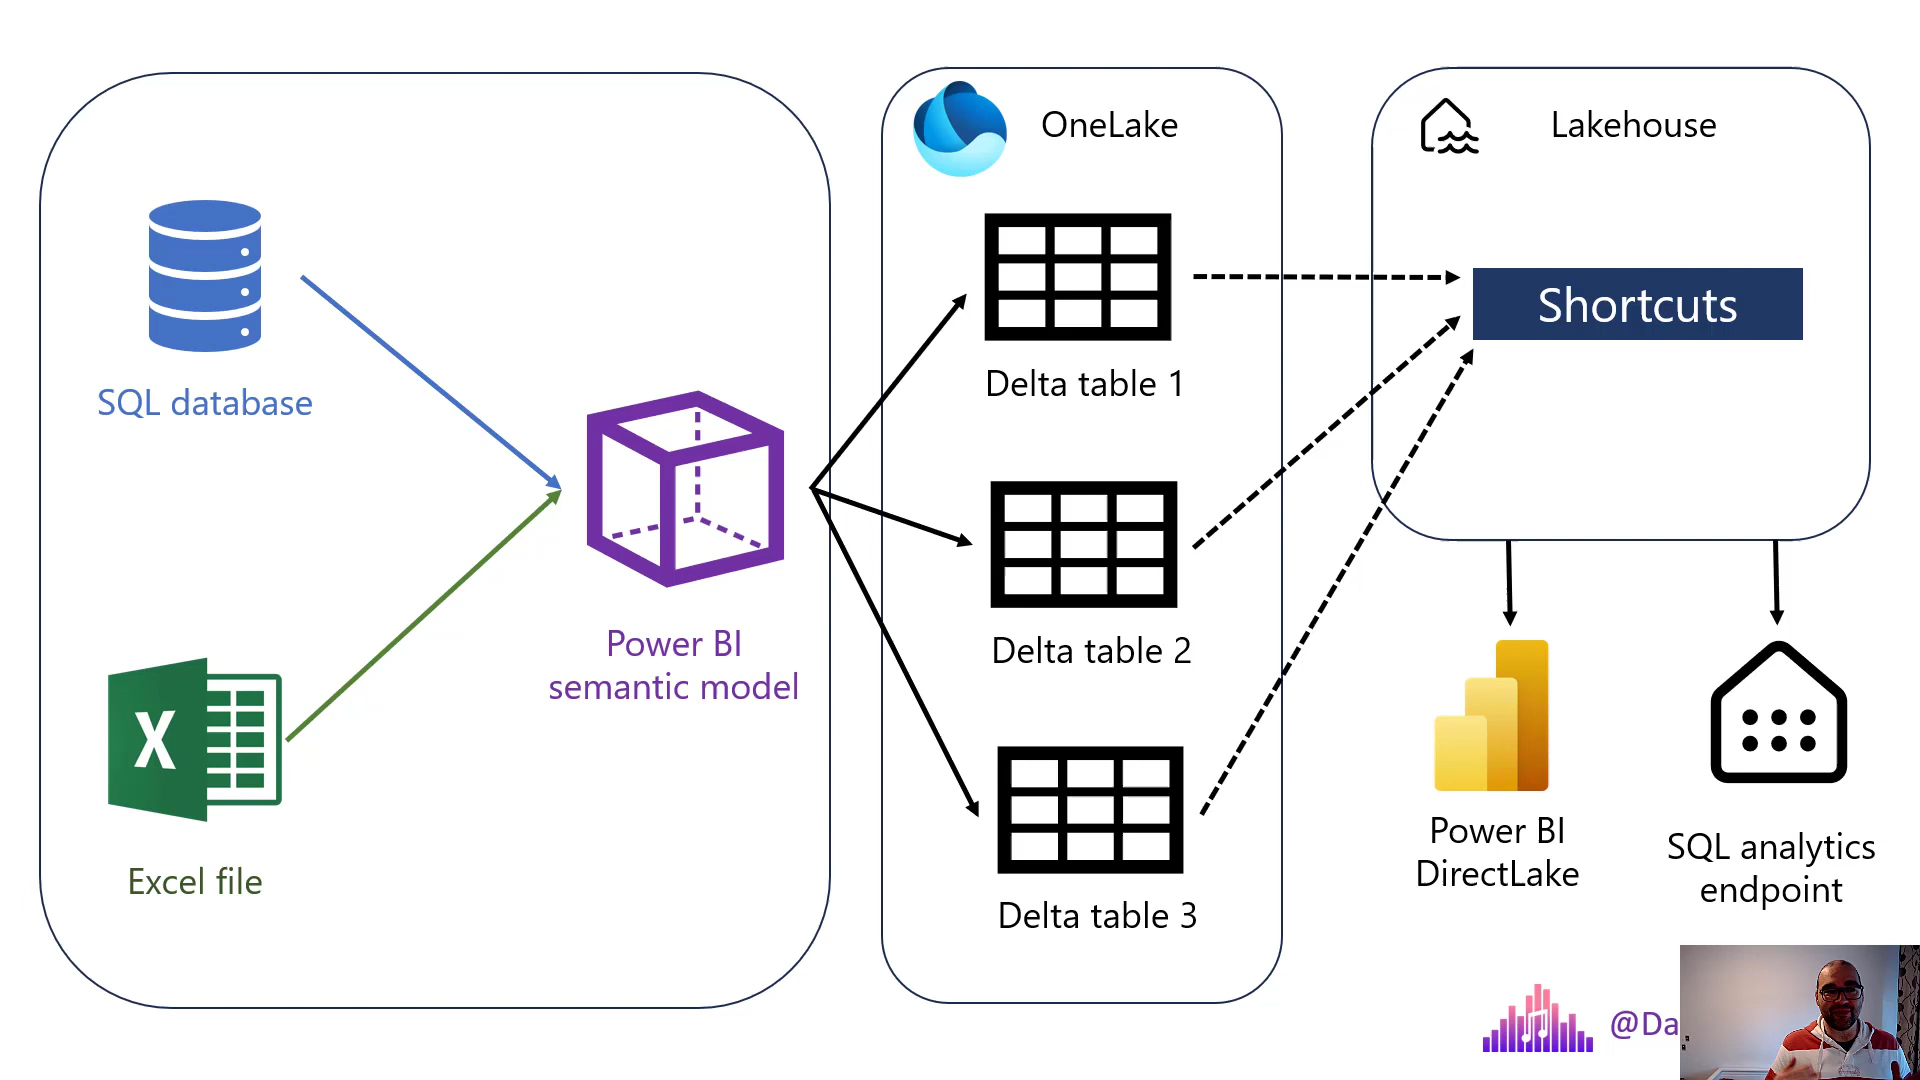 SQL database
X
Excel file
Power BI
semantic model
OneLake
Delta table 1
Delta table 2
Delta table 3
Lakehouse
Shortcuts
Power BI
DirectLake
SQL analytics
endpoint
@Da